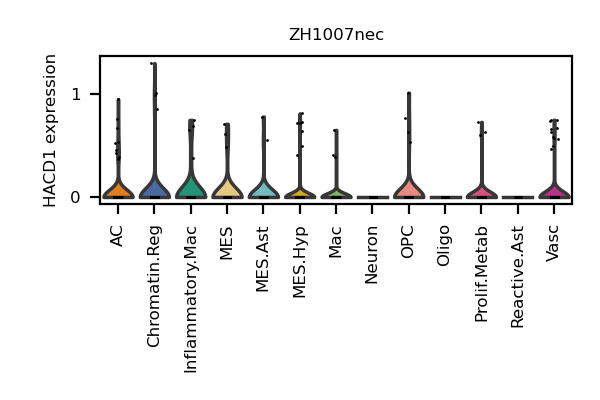 ZH1007nec
HACD1 expression
1
0
AC
Chromatin.Reg
Inflammatory.Mac
MES
MES.Ast
MES.Hyp
Mac
Neuron
OPC
Oligo
Prolif.Metab
Reactive.Ast
Vasc